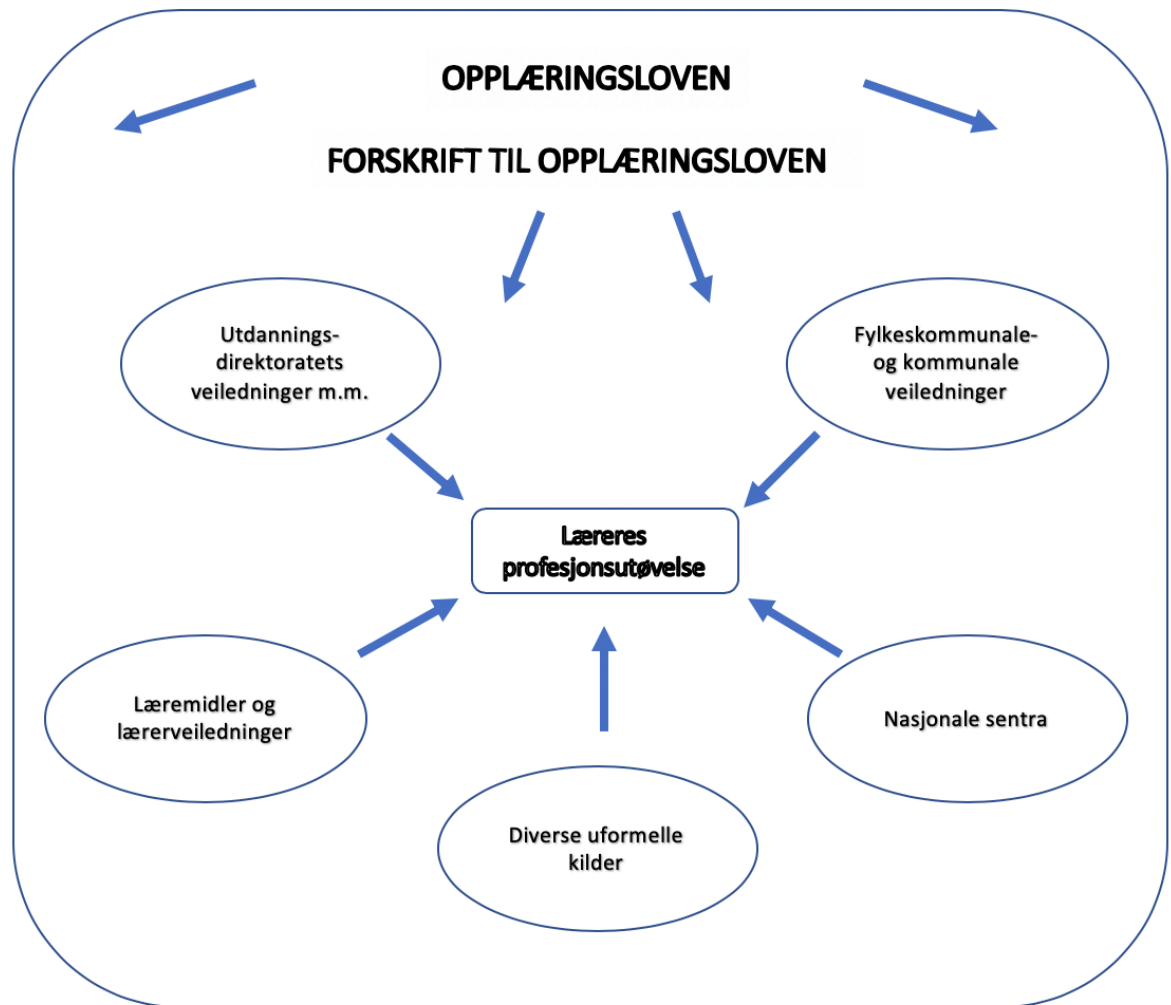 OPPLÆRINGSLOVEN
FORSKRIFT TIL OPPLÆRINGSLOVEN
Utdannings-
direktoratets
veiledninger m.m.
Fylkeskommunale-
og kommunale
veiledninger
Læreres
profesjonsutøvelse
Læremidler og
lærerveiledninger
Nasjonale sentra
Diverse uformelle
kilder